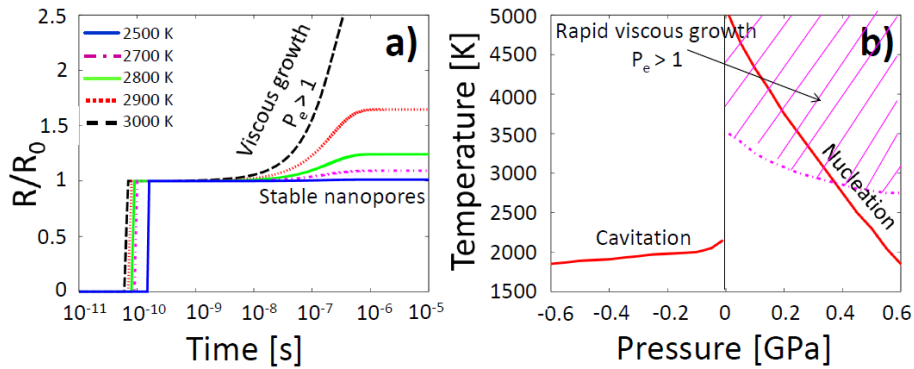 a)
2500 K
2700 K
2800 K
2900 K
3000 K
Viscous growth
Pₑ > 1
Stable nanopores
R/R₀
2.5
2
1.5
1
0.5
0
10⁻¹¹
10⁻¹⁰
10⁻⁹
10⁻⁸
10⁻⁷
10⁻⁶
10⁻⁵
Time [s]
b)
Rapid viscous growth
Pₑ > 1
Nucleation
Cavitation
Temperature [K]
5000
4500
4000
3500
3000
2500
2000
1500
-0.6
-0.4
-0.2
0
0.2
0.4
0.6
Pressure [GPa]